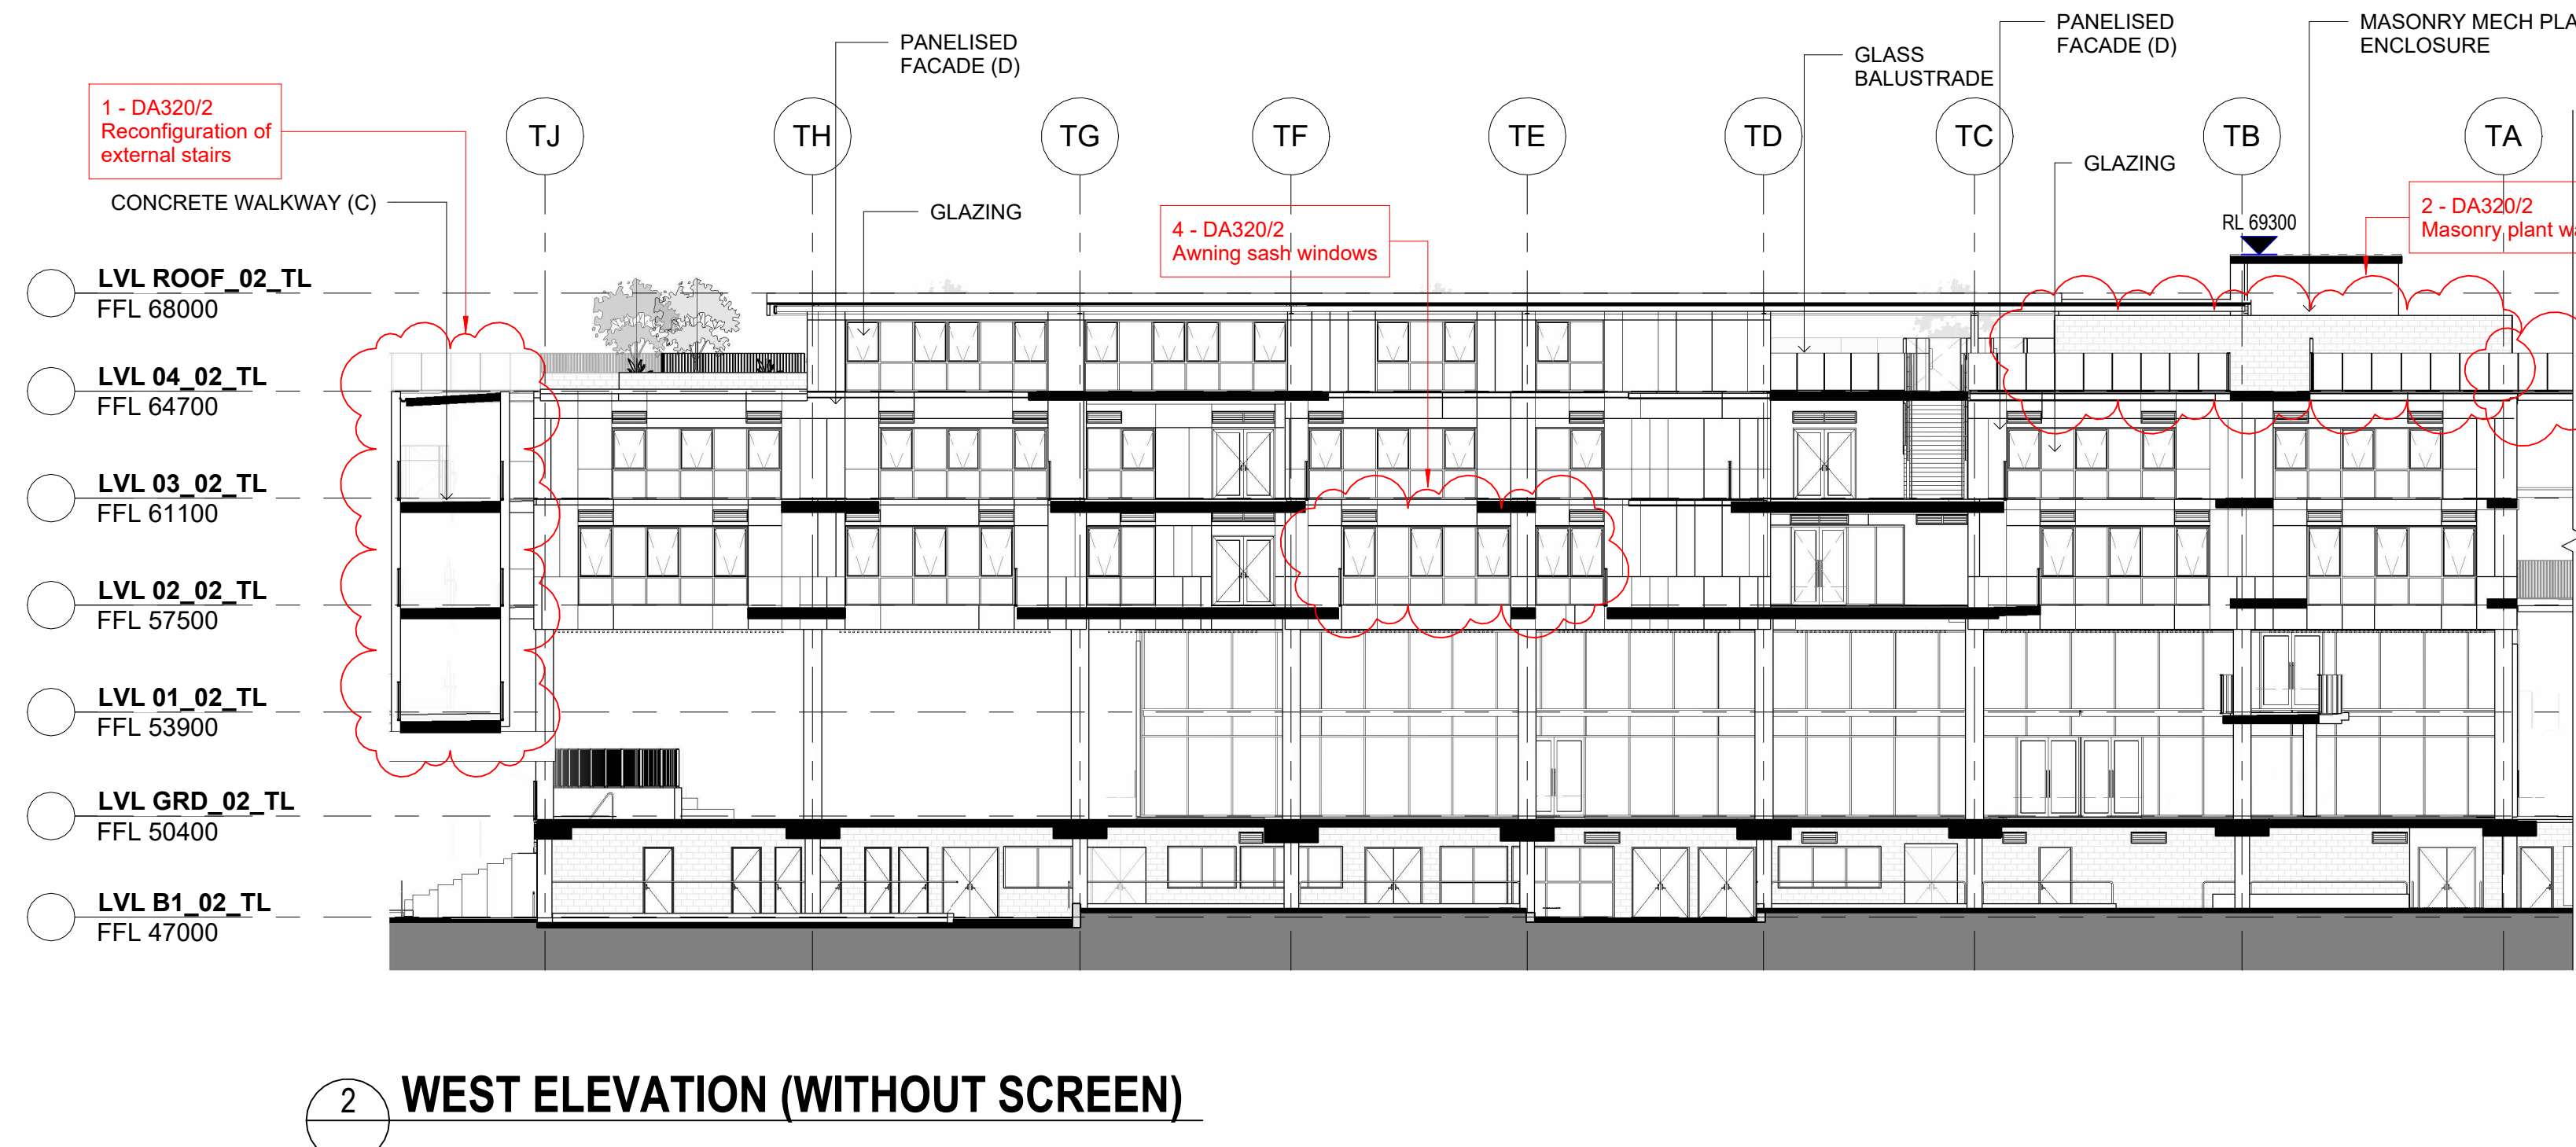 PANELISED
FACADE (D)
GLASS
BALUSTRADE
PANELISED
FACADE (D)
MASONRY MECH PLA
ENCLOSURE
1 - DA320/2
Reconfiguration of
external stairs
TJ
TH
TG
TF
TE
TD
TC
TB
TA
GLAZING
CONCRETE WALKWAY (C)
GLAZING
4 - DA320/2
Awning sash windows
RL 69300
2 - DA320/2
Masonry plant wa
LVL ROOF_02_TL
FFL 68000
LVL 04_02_TL
FFL 64700
LVL 03_02_TL
FFL 61100
LVL 02_02_TL
FFL 57500
LVL 01_02_TL
FFL 53900
LVL GRD_02_TL
FFL 50400
LVL B1_02_TL
FFL 47000
2
WEST ELEVATION (WITHOUT SCREEN)